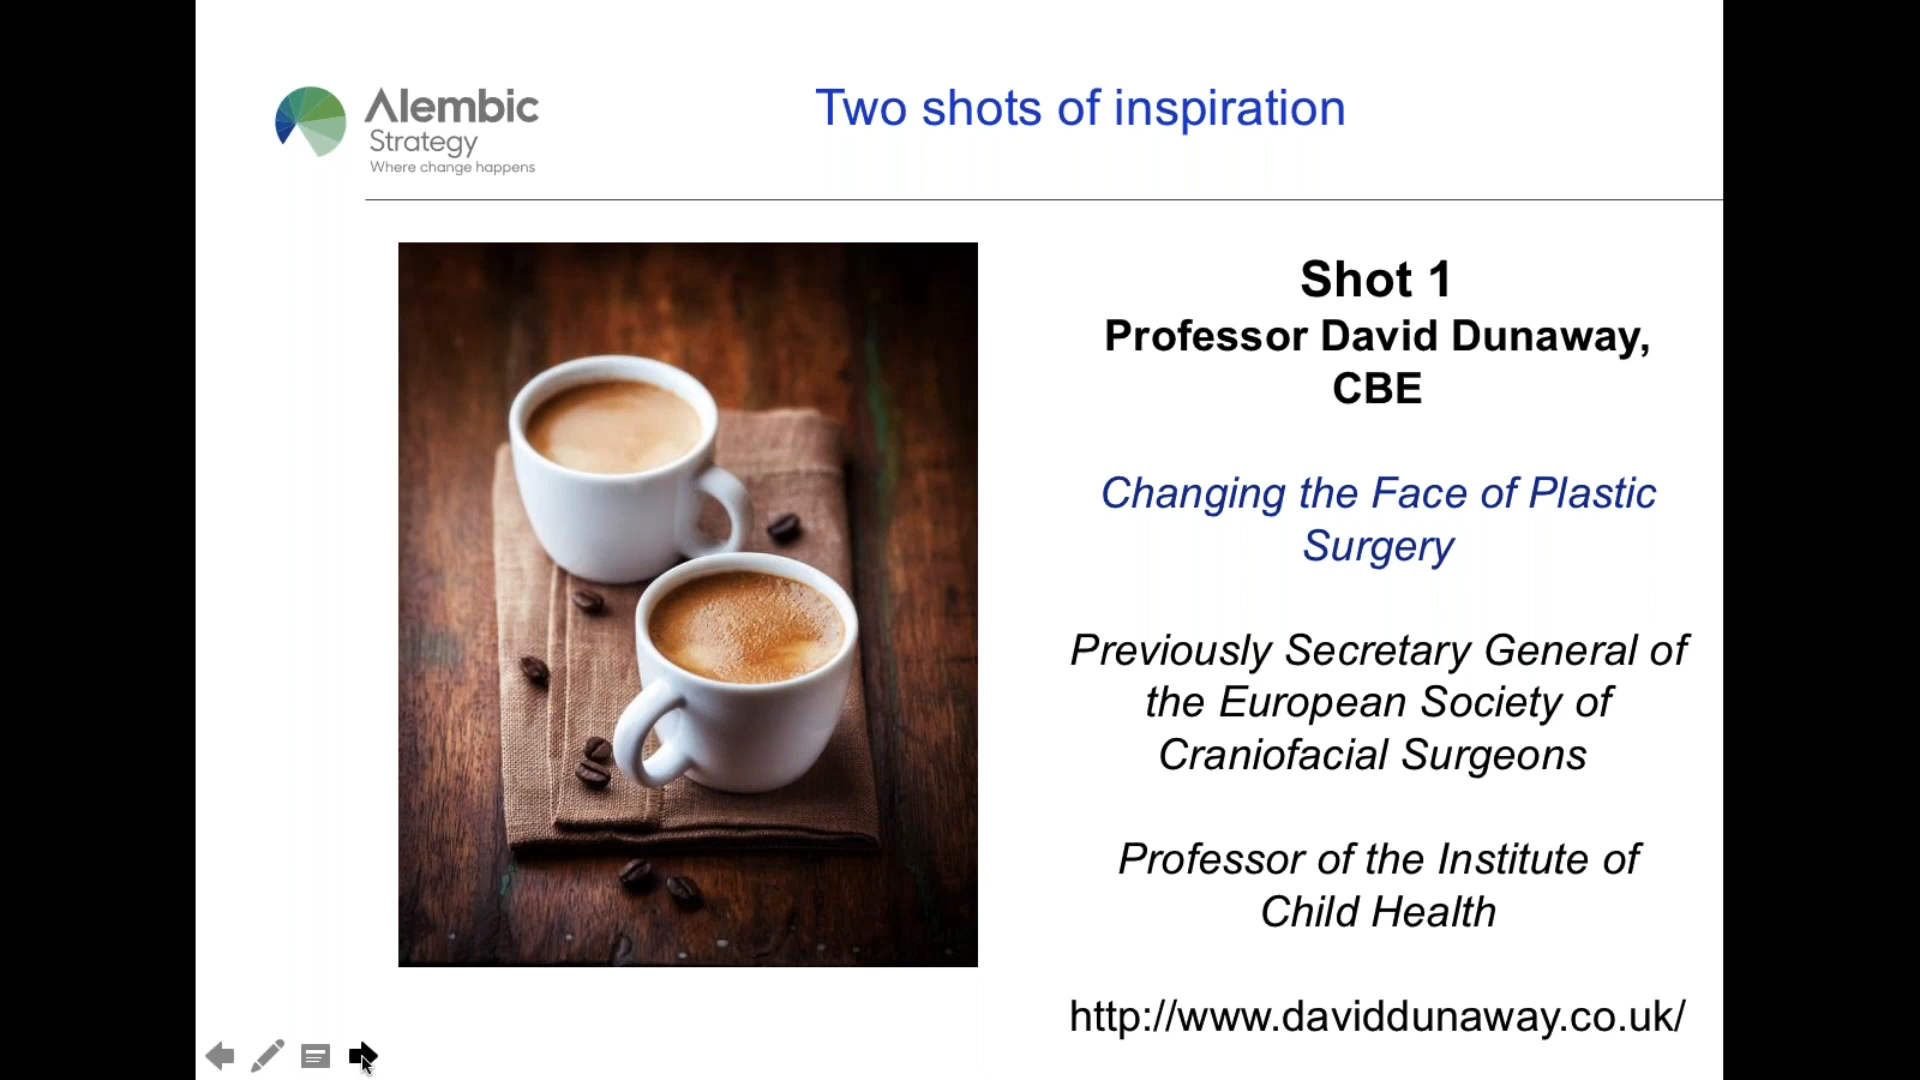 Alembic
Strategy
Where change happens
Two shots of inspiration
Shot 1
Professor David Dunaway,
CBE
Changing the Face of Plastic
Surgery
Previously Secretary General of
the European Society of
Craniofacial Surgeons
Professor of the Institute of
Child Health
http://www.daviddunaway.co.uk/